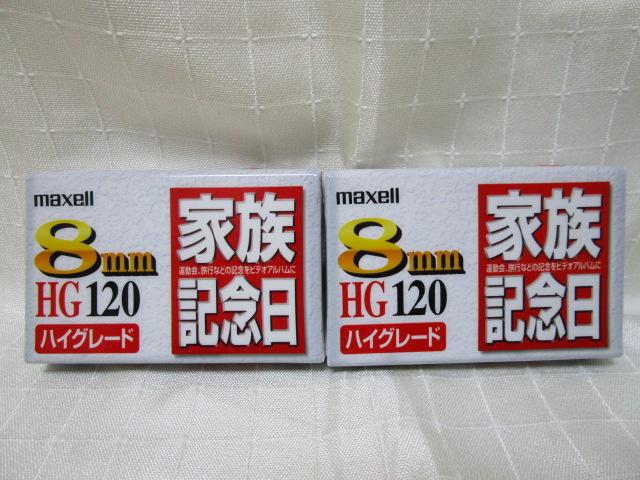 maxell
8mm
HG120
ハイグレード
家族
運動会、旅行などの記念をビデオアルバムに
記念日
maxell
8mm
HG120
ハイグレード
家族
運動会、旅行などの記念をビデオアルバムに
記念日